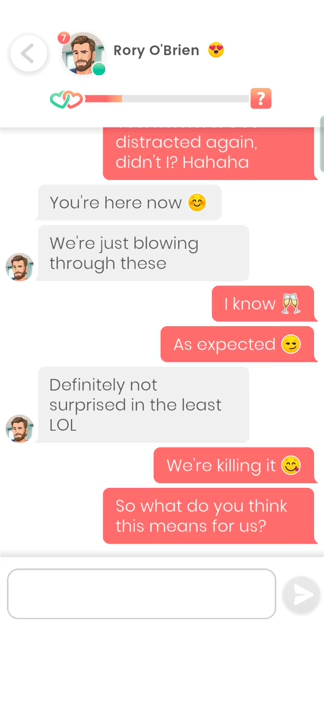 7
Rory O'Brien
?
distracted again,
didn't I? Hahaha
You're here now
We're just blowing
through these
I know
As expected
Definitely not
surprised in the least
LOL
We're killing it
So what do you think
this means for us?